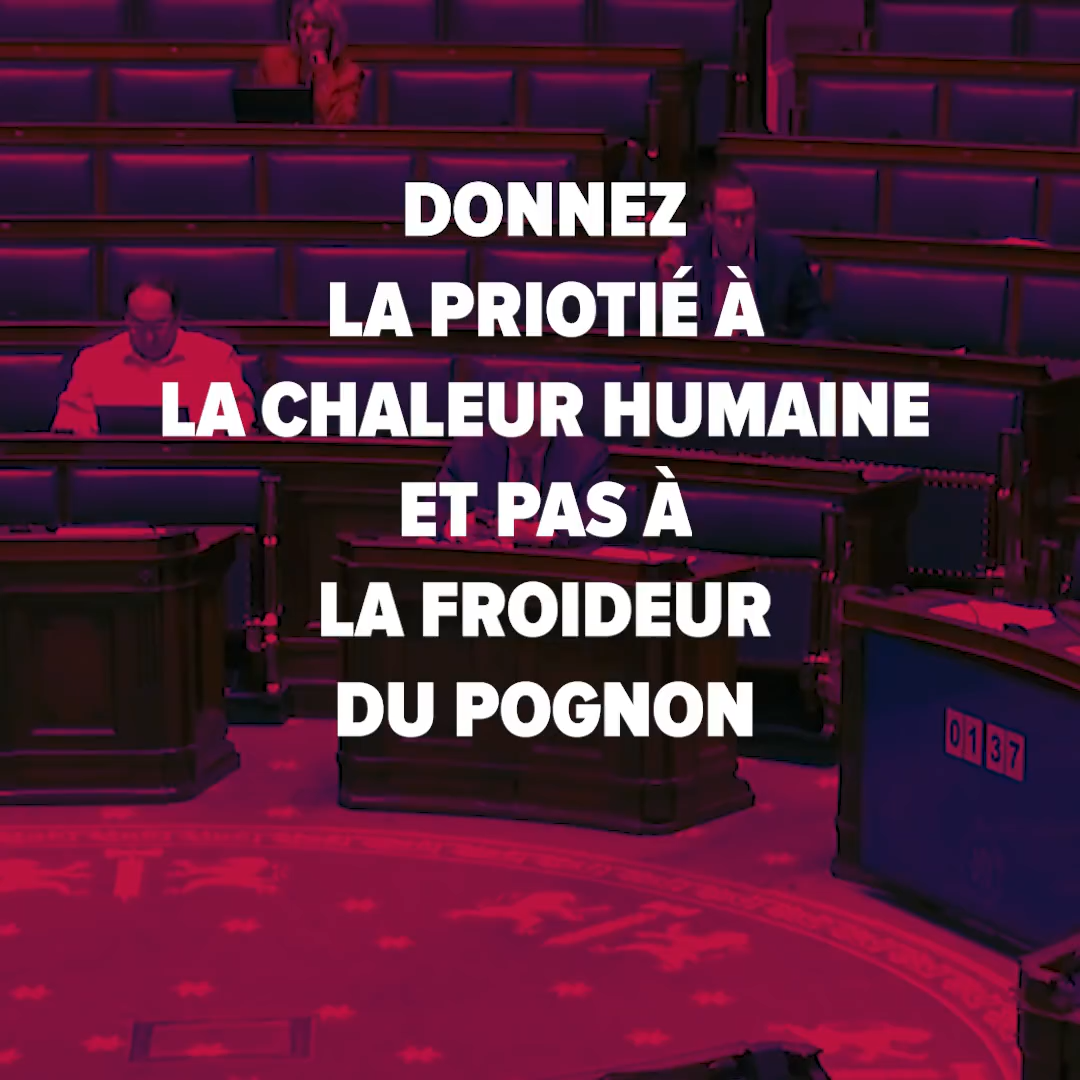 DONNEZ
LA PRIOTIÉ À
LA CHALEUR HUMAINE
ET PAS À
LA FROIDEUR
DU POGNON
0137